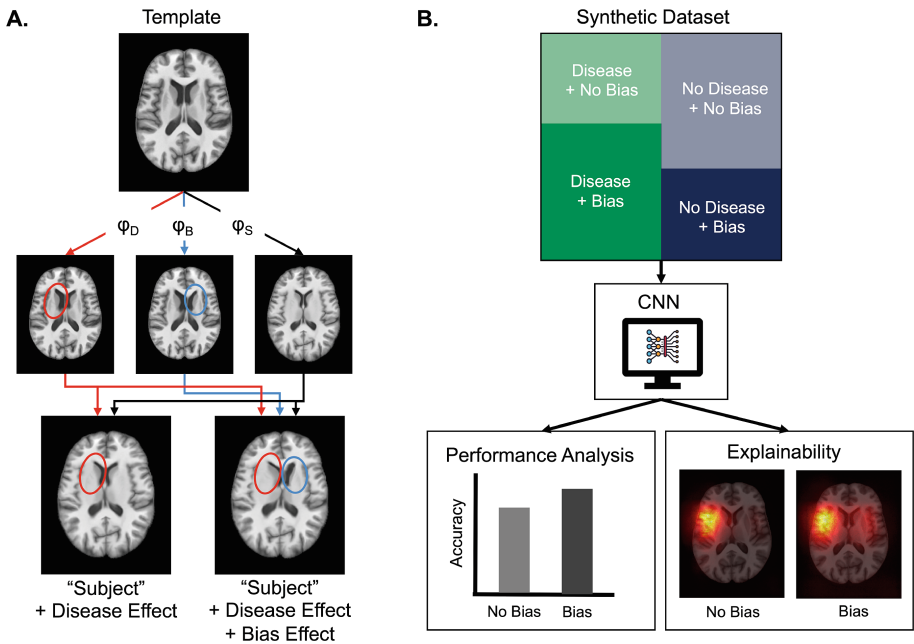 A.
Template
φD
φB
φS
“Subject”
+ Disease Effect
“Subject”
+ Disease Effect
+ Bias Effect
B.
Synthetic Dataset
Disease
+ No Bias
No Disease
+ No Bias
Disease
+ Bias
No Disease
+ Bias
CNN
Performance Analysis
Accuracy
No Bias
Bias
Explainability
No Bias
Bias